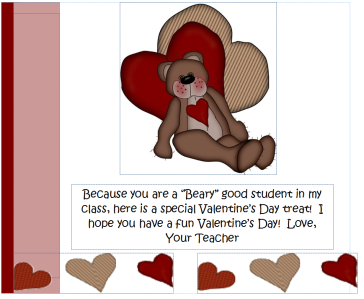 Because you are a “Beary” good student in my
class, here is a special Valentine’s Day treat!  I
hope you have a fun Valentine’s Day!  Love,
Your Teacher